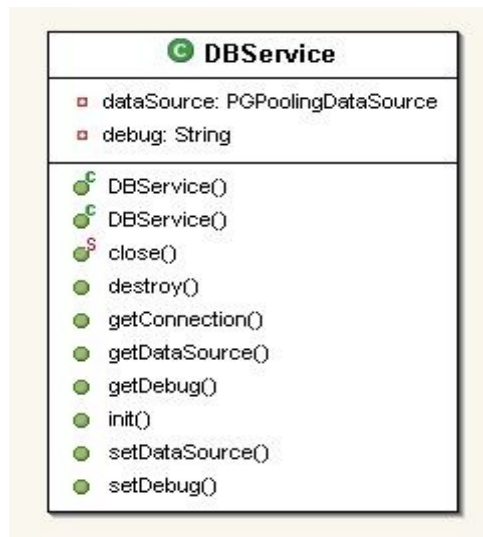 C DBService
dataSource: PGPoolingDataSource
debug: String
C DBService()
C DBService()
S close()
destroy()
getConnection()
getDataSource()
getDebug()
init()
setDataSource()
setDebug()